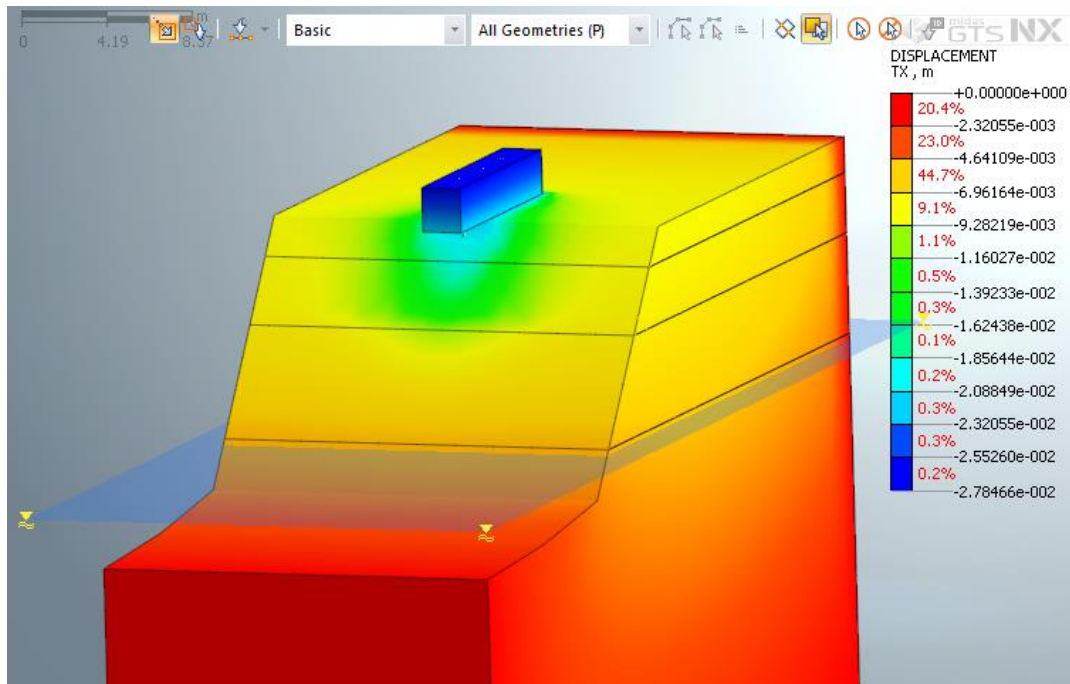 m
0 4.19 8.37
Basic
All Geometries (P)
midas
GTS NX
DISPLACEMENT
TX , m
+0.00000e+000
20.4%
-2.32055e-003
23.0%
-4.64109e-003
44.7%
-6.96164e-003
9.1%
-9.28219e-003
1.1%
-1.16027e-002
0.5%
-1.39233e-002
0.3%
-1.62438e-002
0.1%
-1.85644e-002
0.2%
-2.08849e-002
0.3%
-2.32055e-002
0.3%
-2.55260e-002
0.2%
-2.78466e-002